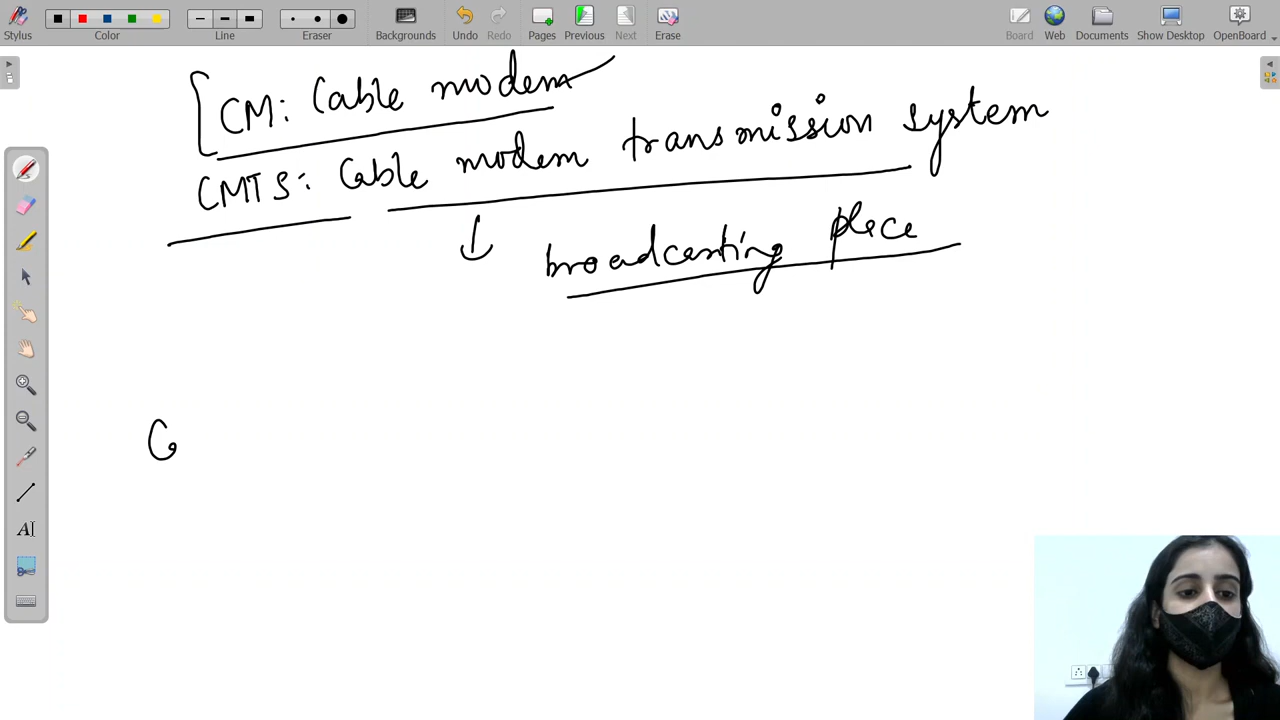 Stylus Color Line Eraser Backgrounds Undo Redo Pages Previous Next Erase Board Web Documents Show Desktop OpenBoard
CM: Cable modem
CMTS: Cable modem transmission system
broadcasting place
C